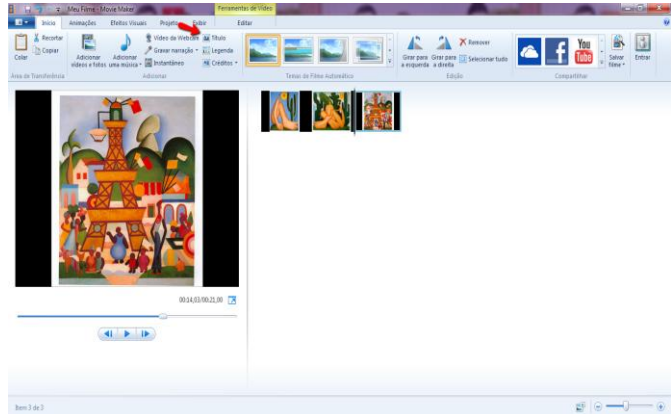 Meu Filme - Movie Maker
Ferramentas de Vídeo
Início Animações Efeitos Visuais Projeto Exibir Editar
Colar
Recortar
Copiar
Área de Transferência
Adicionar vídeos e fotos
Adicionar uma música
Vídeo da Webcam
Gravar narração
Instantâneo
Título
Legenda
Créditos
Adicionar
Temas de Filme Automático
Girar para a esquerda
Girar para a direita
Remover
Selecionar tudo
Edição
You Tube
Compartilhar
Salvar filme
Entrar
00:14,03/00:21,00
Item 3 de 3